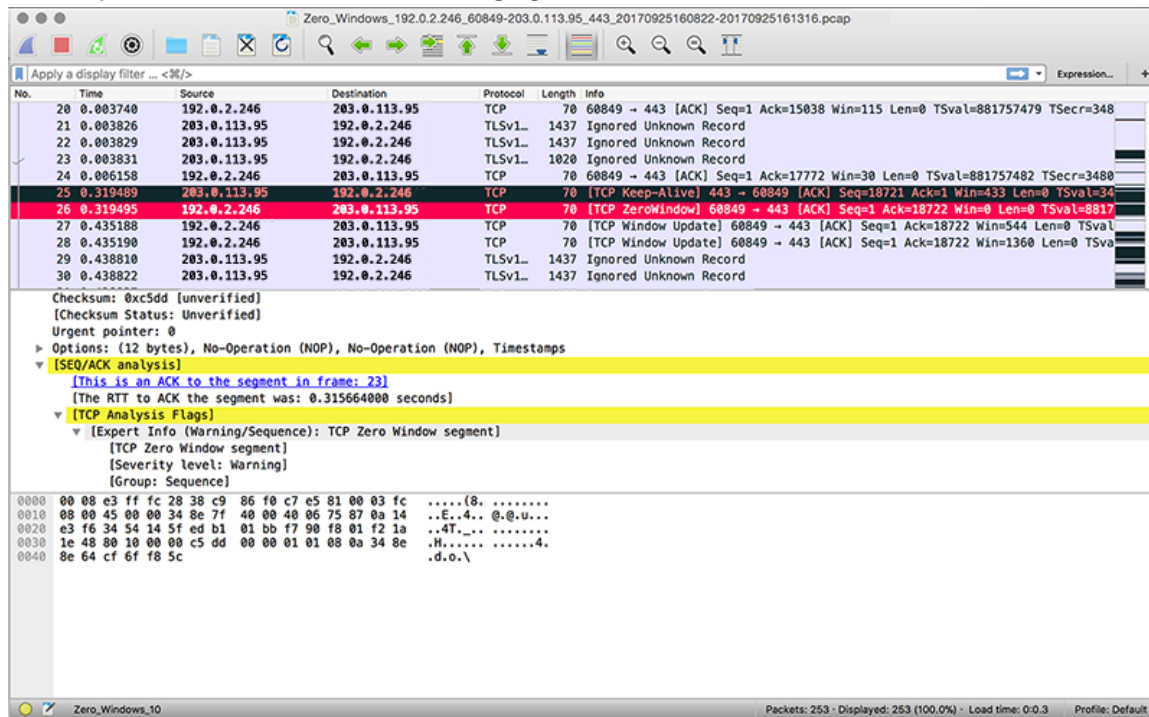 Zero_Windows_192.0.2.246_60849-203.0.113.95_443_20170925160822-20170925161316.pcap
Apply a display filter ... <⌘/> Expression... +
No. Time Source Destination Protocol Length Info
20 0.003740 192.0.2.246 203.0.113.95 TCP 70 60849 → 443 [ACK] Seq=1 Ack=15038 Win=115 Len=0 TSval=881757479 TSecr=348
21 0.003826 203.0.113.95 192.0.2.246 TLSv1… 1437 Ignored Unknown Record
22 0.003829 203.0.113.95 192.0.2.246 TLSv1… 1437 Ignored Unknown Record
23 0.003831 203.0.113.95 192.0.2.246 TLSv1… 1020 Ignored Unknown Record
24 0.006158 192.0.2.246 203.0.113.95 TCP 70 60849 → 443 [ACK] Seq=1 Ack=17772 Win=30 Len=0 TSval=881757482 TSecr=3480
25 0.319489 203.0.113.95 192.0.2.246 TCP 70 [TCP Keep-Alive] 443 → 60849 [ACK] Seq=18721 Ack=1 Win=433 Len=0 TSval=34
26 0.319495 192.0.2.246 203.0.113.95 TCP 70 [TCP ZeroWindow] 60849 → 443 [ACK] Seq=1 Ack=18722 Win=0 Len=0 TSval=8817
27 0.435188 192.0.2.246 203.0.113.95 TCP 70 [TCP Window Update] 60849 → 443 [ACK] Seq=1 Ack=18722 Win=544 Len=0 TSval
28 0.435190 192.0.2.246 203.0.113.95 TCP 70 [TCP Window Update] 60849 → 443 [ACK] Seq=1 Ack=18722 Win=1360 Len=0 TSva
29 0.438810 203.0.113.95 192.0.2.246 TLSv1… 1437 Ignored Unknown Record
30 0.438822 203.0.113.95 192.0.2.246 TLSv1… 1437 Ignored Unknown Record
Checksum: 0xc5dd [unverified]
[Checksum Status: Unverified]
Urgent pointer: 0
Options: (12 bytes), No-Operation (NOP), No-Operation (NOP), Timestamps
[SEQ/ACK analysis]
[This is an ACK to the segment in frame: 23]
[The RTT to ACK the segment was: 0.315664000 seconds]
[TCP Analysis Flags]
[Expert Info (Warning/Sequence): TCP Zero Window segment]
[TCP Zero Window segment]
[Severity level: Warning]
[Group: Sequence]
0000 00 08 e3 ff fc 28 38 c9 86 f0 c7 e5 81 00 03 fc .....(8. ........
0010 08 00 45 00 00 34 8e 7f 40 00 40 06 75 87 0a 14 ..E..4.. @.@.u...
0020 e3 f6 34 54 14 5f ed b1 01 bb f7 90 f8 01 f2 1a ..4T._.. ........
0030 1e 48 80 10 00 00 c5 dd 00 00 01 01 08 0a 34 8e .H...... ......4.
0040 8e 64 cf 6f f8 5c .d.o.\
Zero_Windows_10 Packets: 253 · Displayed: 253 (100.0%) · Load time: 0:0.3 Profile: Default